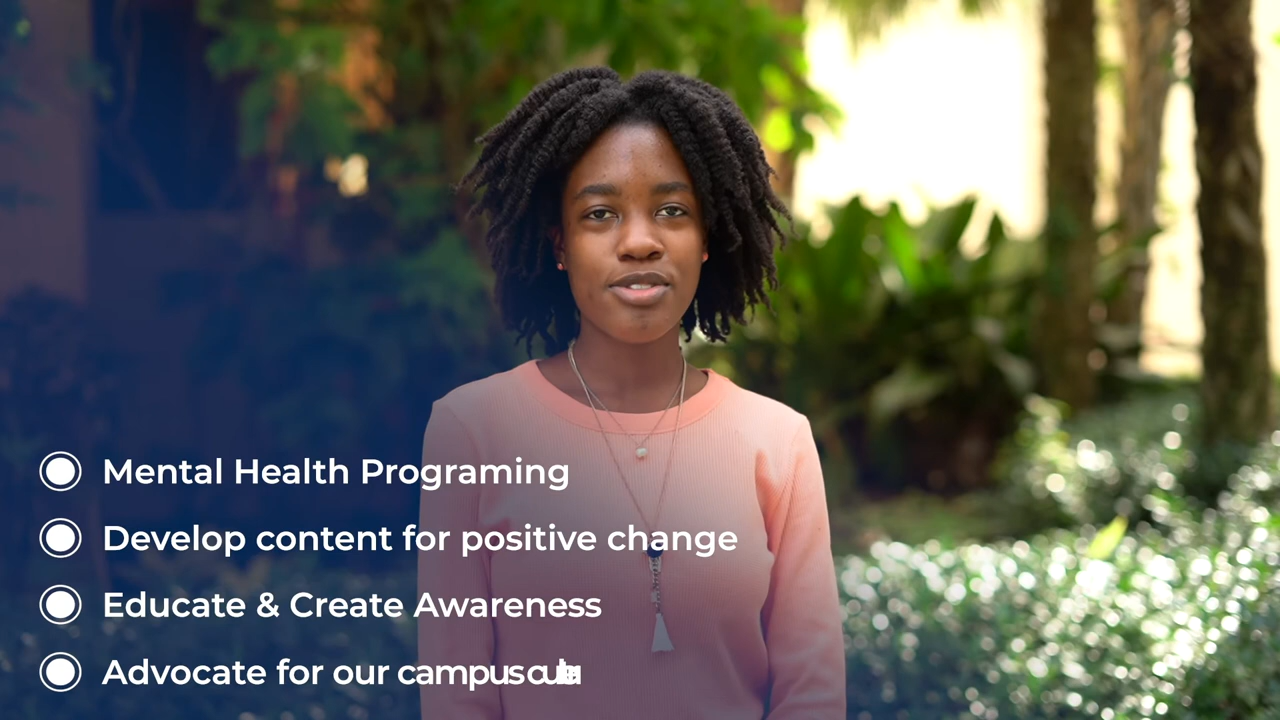 Mental Health Programing
Develop content for positive change
Educate & Create Awareness
Advocate for our campus